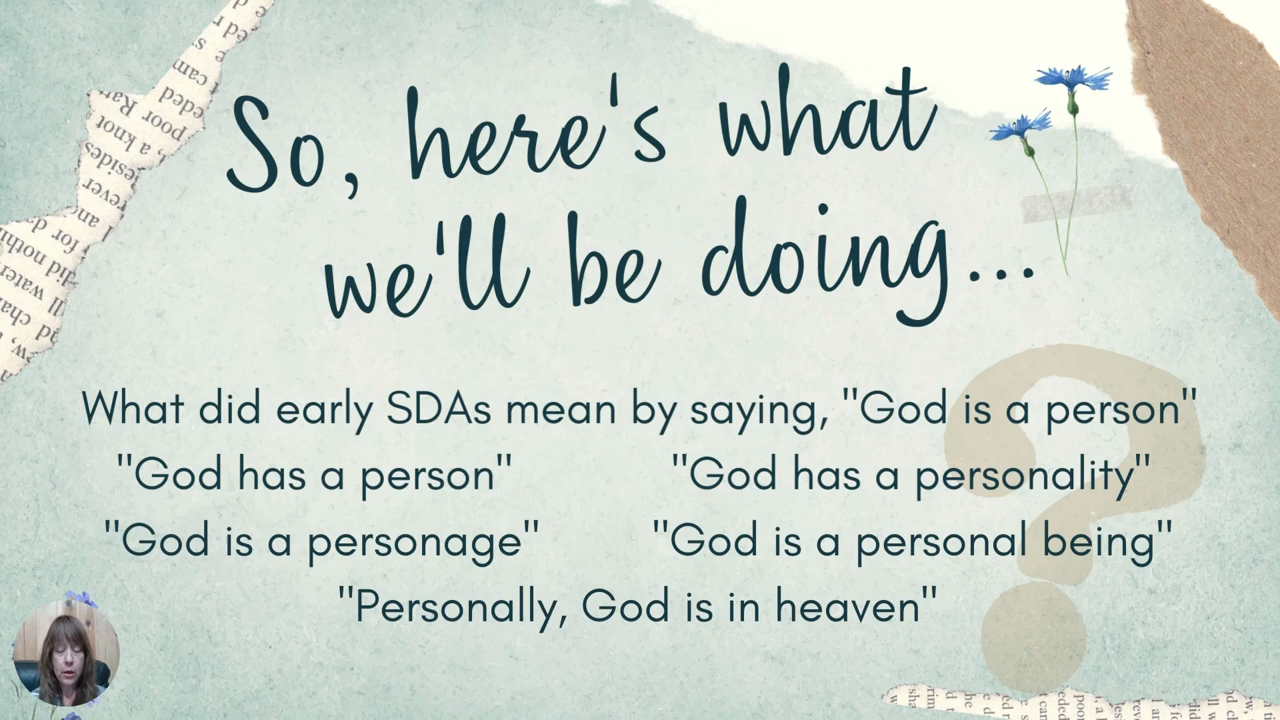 So, here's what
we'll be doing...
What did early SDAs mean by saying, "God is a person"
"God has a person" "God has a personality"
"God is a personage" "God is a personal being"
"Personally, God is in heaven"